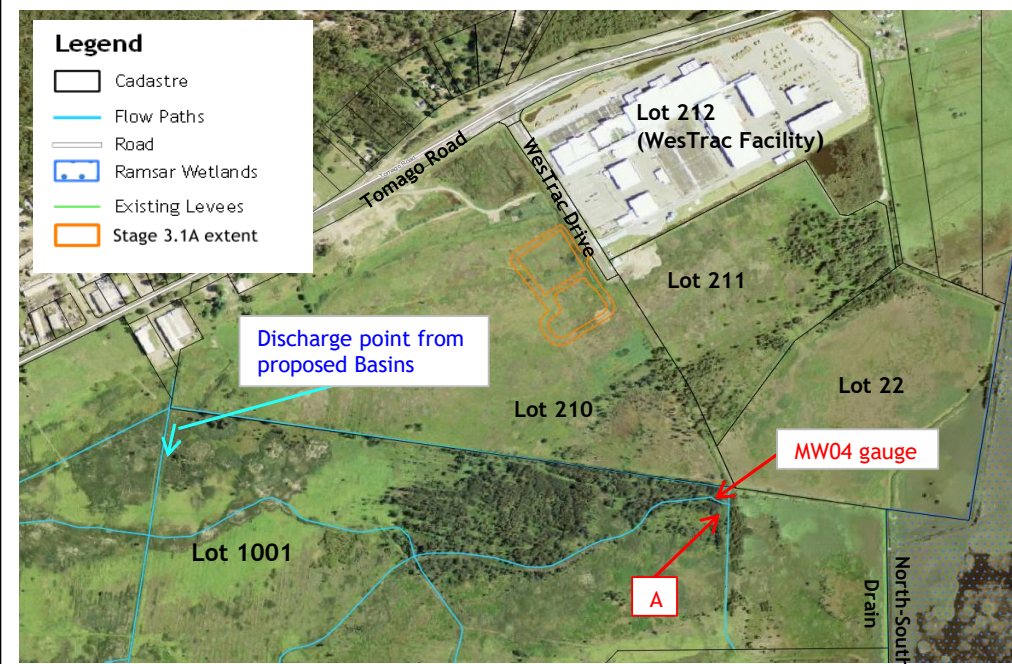 Legend
Cadastre
Flow Paths
Road
Ramsar Wetlands
Existing Levees
Stage 3.1A extent
Lot 212
(WesTrac Facility)
Tomago Road
Tomago Road
WesTrac Drive
Lot 211
Discharge point from
proposed Basins
Lot 22
Lot 210
MW04 gauge
Lot 1001
A
North-South
Drain